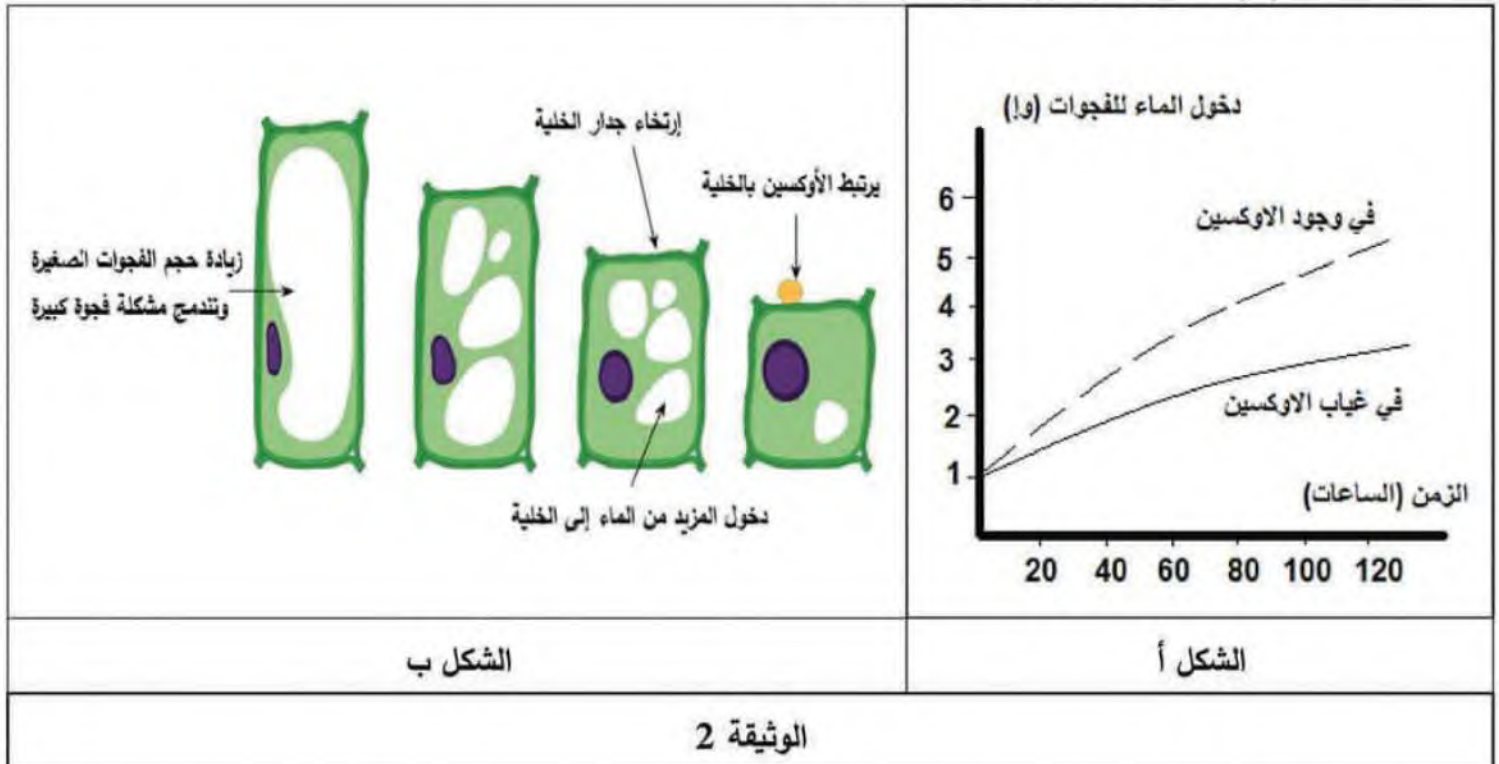 دخول الماء للفجوات (وإ)
6
5
4
3
2
1
في وجود الاوكسين
في غياب الاوكسين
الزمن (الساعات)
20 40 60 80 100 120
الشكل أ
يرتبط الأوكسين بالخلية
إرتخاء جدار الخلية
زيادة حجم الفجوات الصغيرة
وتندمج مشكلة فجوة كبيرة
دخول المزيد من الماء إلى الخلية
الشكل ب
الوثيقة 2